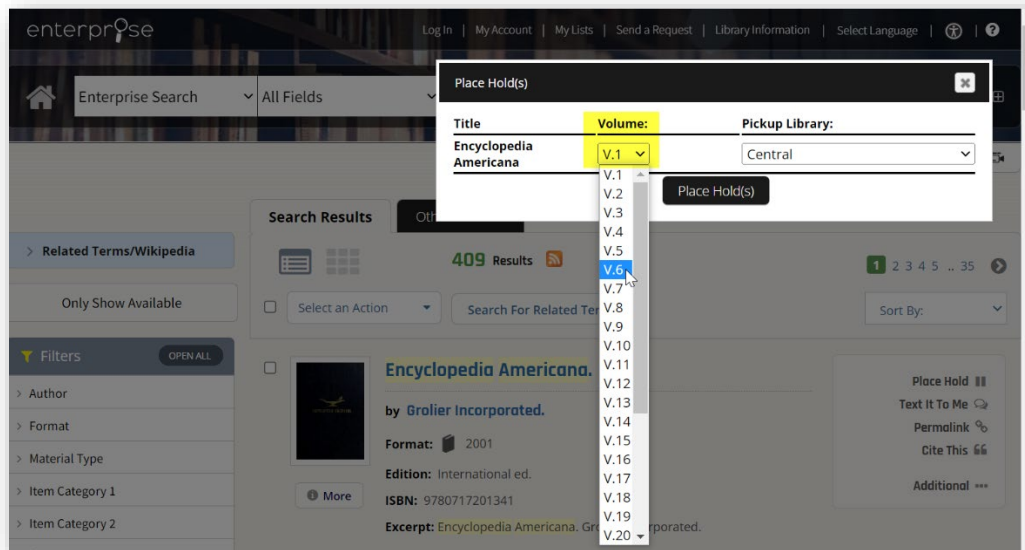 enterprise
Log In | My Account | My Lists | Send a Request | Library Information | Select Language
Enterprise Search
All Fields
Place Hold(s)
Title Volume: Pickup Library:
Encyclopedia
Americana
V.1
Central
Place Hold(s)
V.1
V.2
V.3
V.4
V.5
V.6
V.7
V.8
V.9
V.10
V.11
V.12
V.13
V.14
V.15
V.16
V.17
V.18
V.19
V.20
Search Results
Related Terms/Wikipedia
409 Results
1 2 3 4 5 .. 35
Only Show Available
Select an Action
Search For Related
Sort By:
Filters
OPEN ALL
Author
Format
Material Type
Item Category 1
Item Category 2
Encyclopedia Americana.
by Grolier Incorporated.
Format: 2001
Edition: International ed.
ISBN: 9780717201341
Excerpt: Encyclopedia Americana.
More
Place Hold
Text It To Me
Permalink
Cite This
Additional